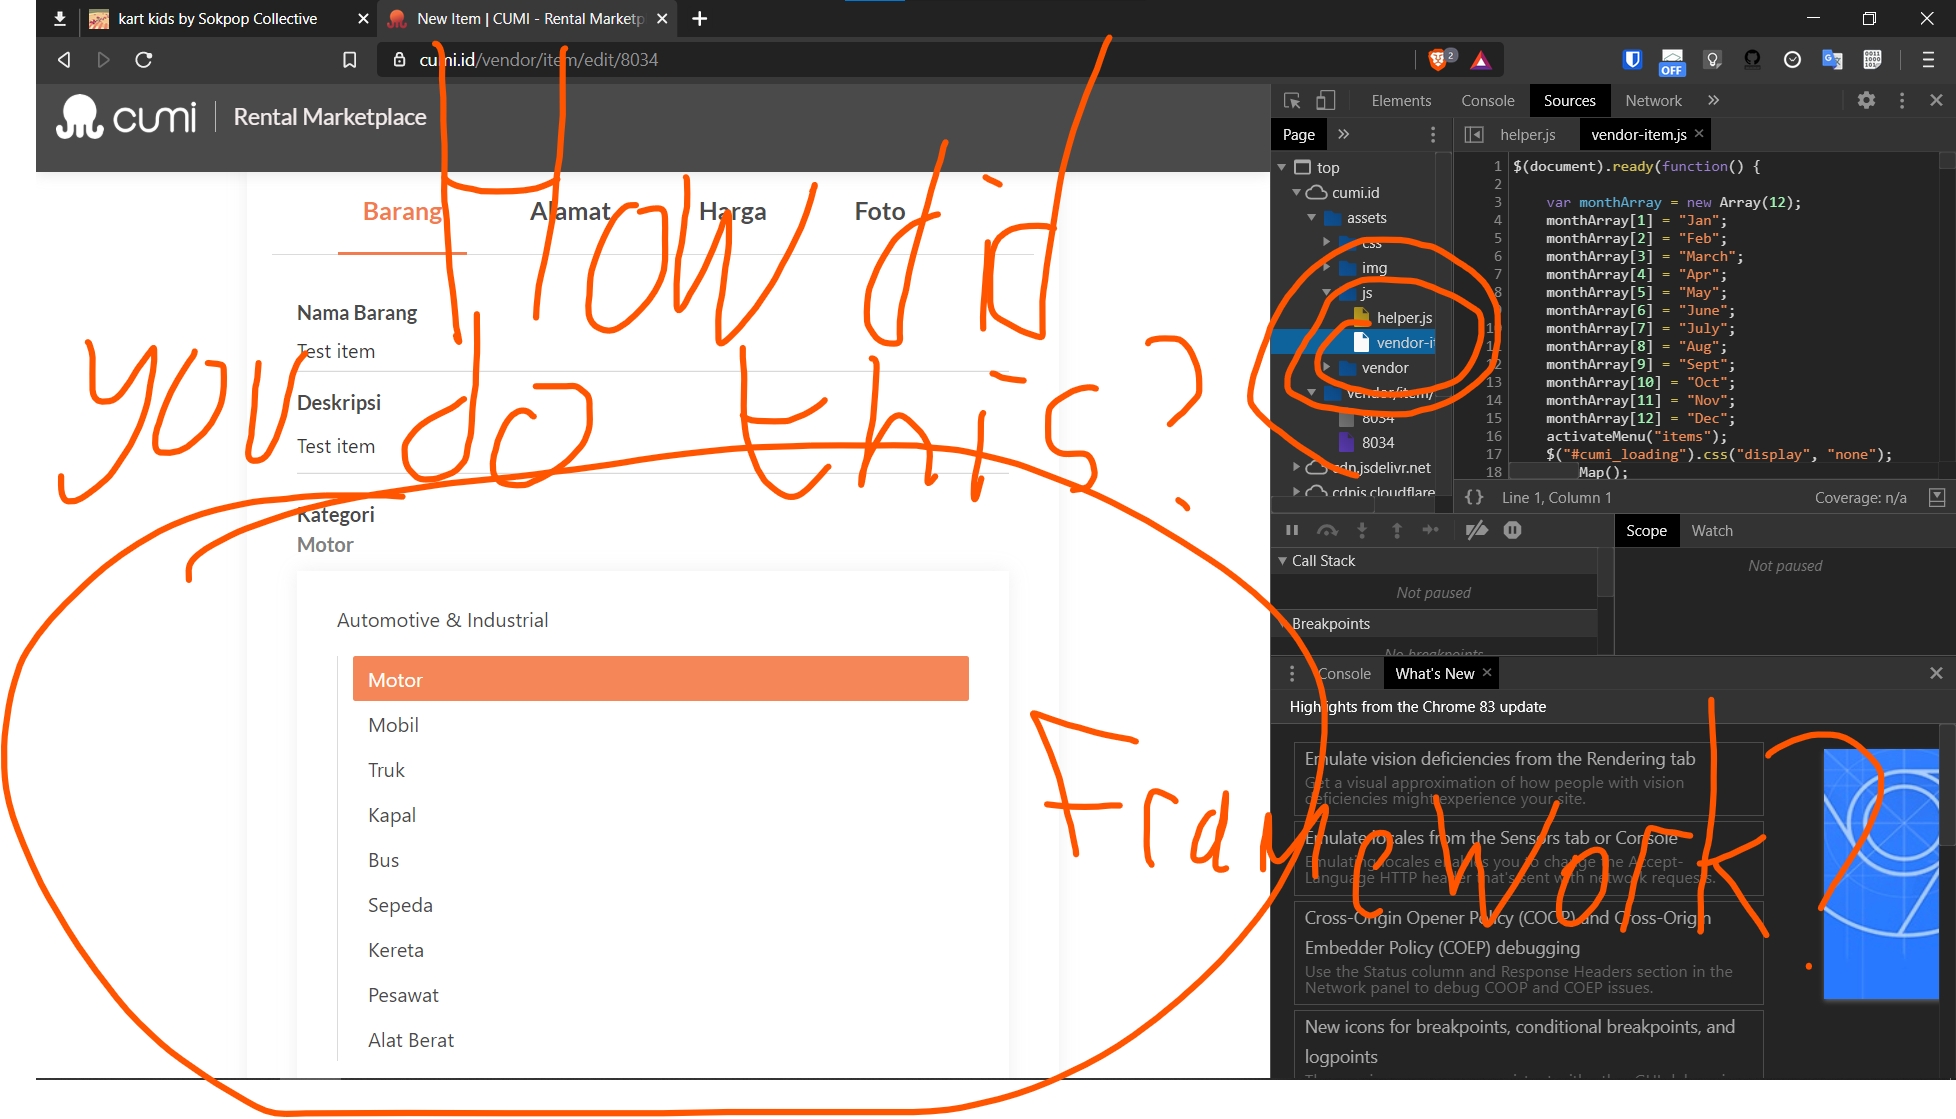 kart kids by Sokpop Collective
New Item | CUMI - Rental Marketp
cumi.id/vendor/item/edit/8034
2
OFF
cumi
Rental Marketplace
How did
you do this?
Framework?
Barang
Alamat
Harga
Foto
Nama Barang
Test item
Deskripsi
Test item
Kategori
Motor
Automotive & Industrial
Motor
Mobil
Truk
Kapal
Bus
Sepeda
Kereta
Pesawat
Alat Berat
Elements Console Sources Network
Page
top
cumi.id
assets
css
img
js
helper.js
vendor-it
vendor
vendor/item/
8034
8034
cdn.jsdelivr.net
cdnjs.cloudflare
helper.js
vendor-item.js
1 $(document).ready(function() {
2
3 var monthArray = new Array(12);
4 monthArray[1] = "Jan";
5 monthArray[2] = "Feb";
6 monthArray[3] = "March";
7 monthArray[4] = "Apr";
8 monthArray[5] = "May";
9 monthArray[6] = "June";
10 monthArray[7] = "July";
11 monthArray[8] = "Aug";
12 monthArray[9] = "Sept";
13 monthArray[10] = "Oct";
14 monthArray[11] = "Nov";
15 monthArray[12] = "Dec";
16 activateMenu("items");
17 $("#cumi_loading").css("display", "none");
18 Map();
{} Line 1, Column 1
Coverage: n/a
Scope
Watch
Call Stack
Not paused
Not paused
Breakpoints
No breakpoints
Console
What's New
Highlights from the Chrome 83 update
Emulate vision deficiencies from the Rendering tab
Get a visual approximation of how people with vision
deficiencies might experience your site.
Emulate locales from the Sensors tab or Console
Emulating locales enables you to change the Accept-
Language HTTP header that's sent with network requests.
Cross-Origin Opener Policy (COOP) and Cross-Origin
Embedder Policy (COEP) debugging
Use the Status column and Response Headers section in the
Network panel to debug COOP and COEP issues.
New icons for breakpoints, conditional breakpoints, and
logpoints